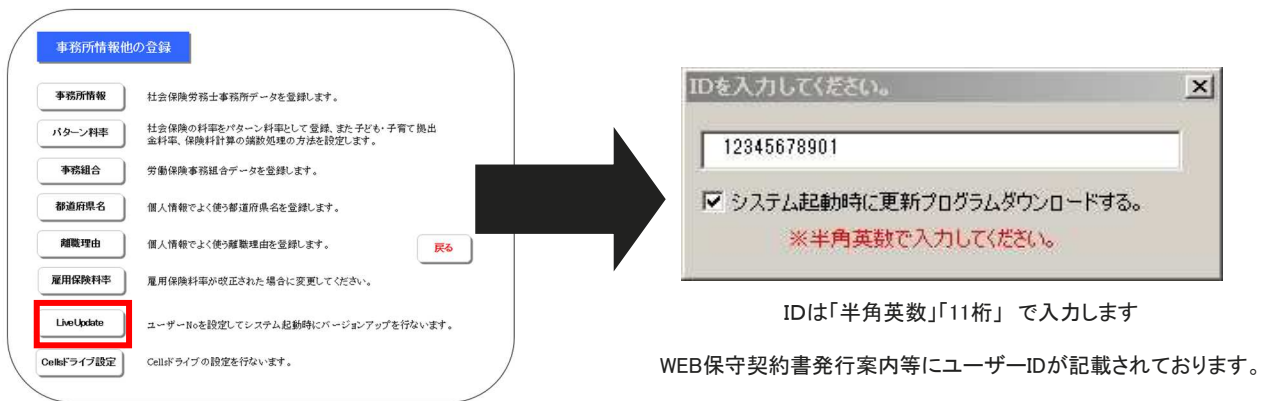 事務所情報他の登録
事務所情報 社会保険労務士事務所データを登録します。
パターン料率 社会保険の料率をパターン料率として登録、また子ども・子育て拠出
金料率、保険料計算の端数処理の方法を設定します。
事務組合 労働保険事務組合データを登録します。
都道府県名 個人情報でよく使う都道府県名を登録します。
離職理由 個人情報でよく使う離職理由を登録します。
戻る
雇用保険料率 雇用保険料率が改正された場合に変更してください。
LiveUpdate ユーザーNoを設定してシステム起動時にバージョンアップを行ないます。
Cellsドライブ設定 Cellsドライブの設定を行ないます。
IDを入力してください。
12345678901
システム起動時に更新プログラムダウンロードする。
※半角英数で入力してください。
IDは「半角英数」「11桁」 で入力します
WEB保守契約書発行案内等にユーザーIDが記載されております。